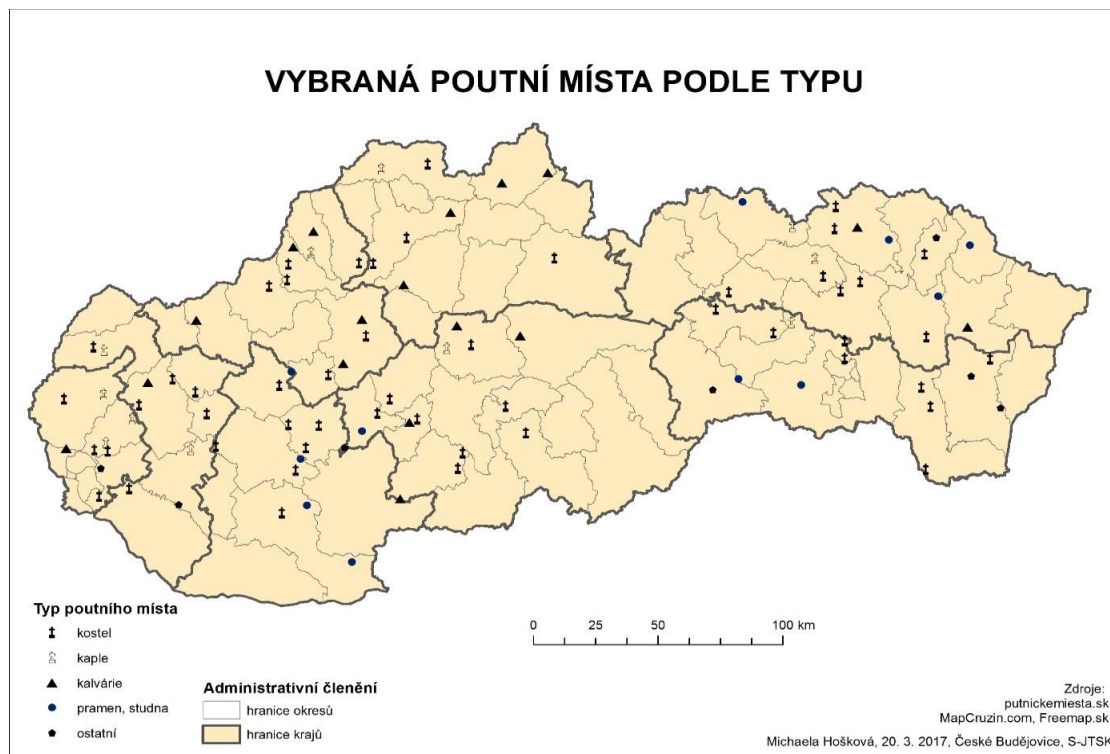 VYBRANÁ POUTNÍ MÍSTA PODLE TYPU
Typ poutního místa
kostel
kaple
kalvárie
pramen, studna
ostatní
Administrativní členění
hranice okresů
hranice krajů
0 25 50 100 km
Zdroje:
putnickemiesta.sk
MapCruzin.com, Freemap.sk
Michaela Hošková, 20. 3. 2017, České Budějovice, S-JTSK